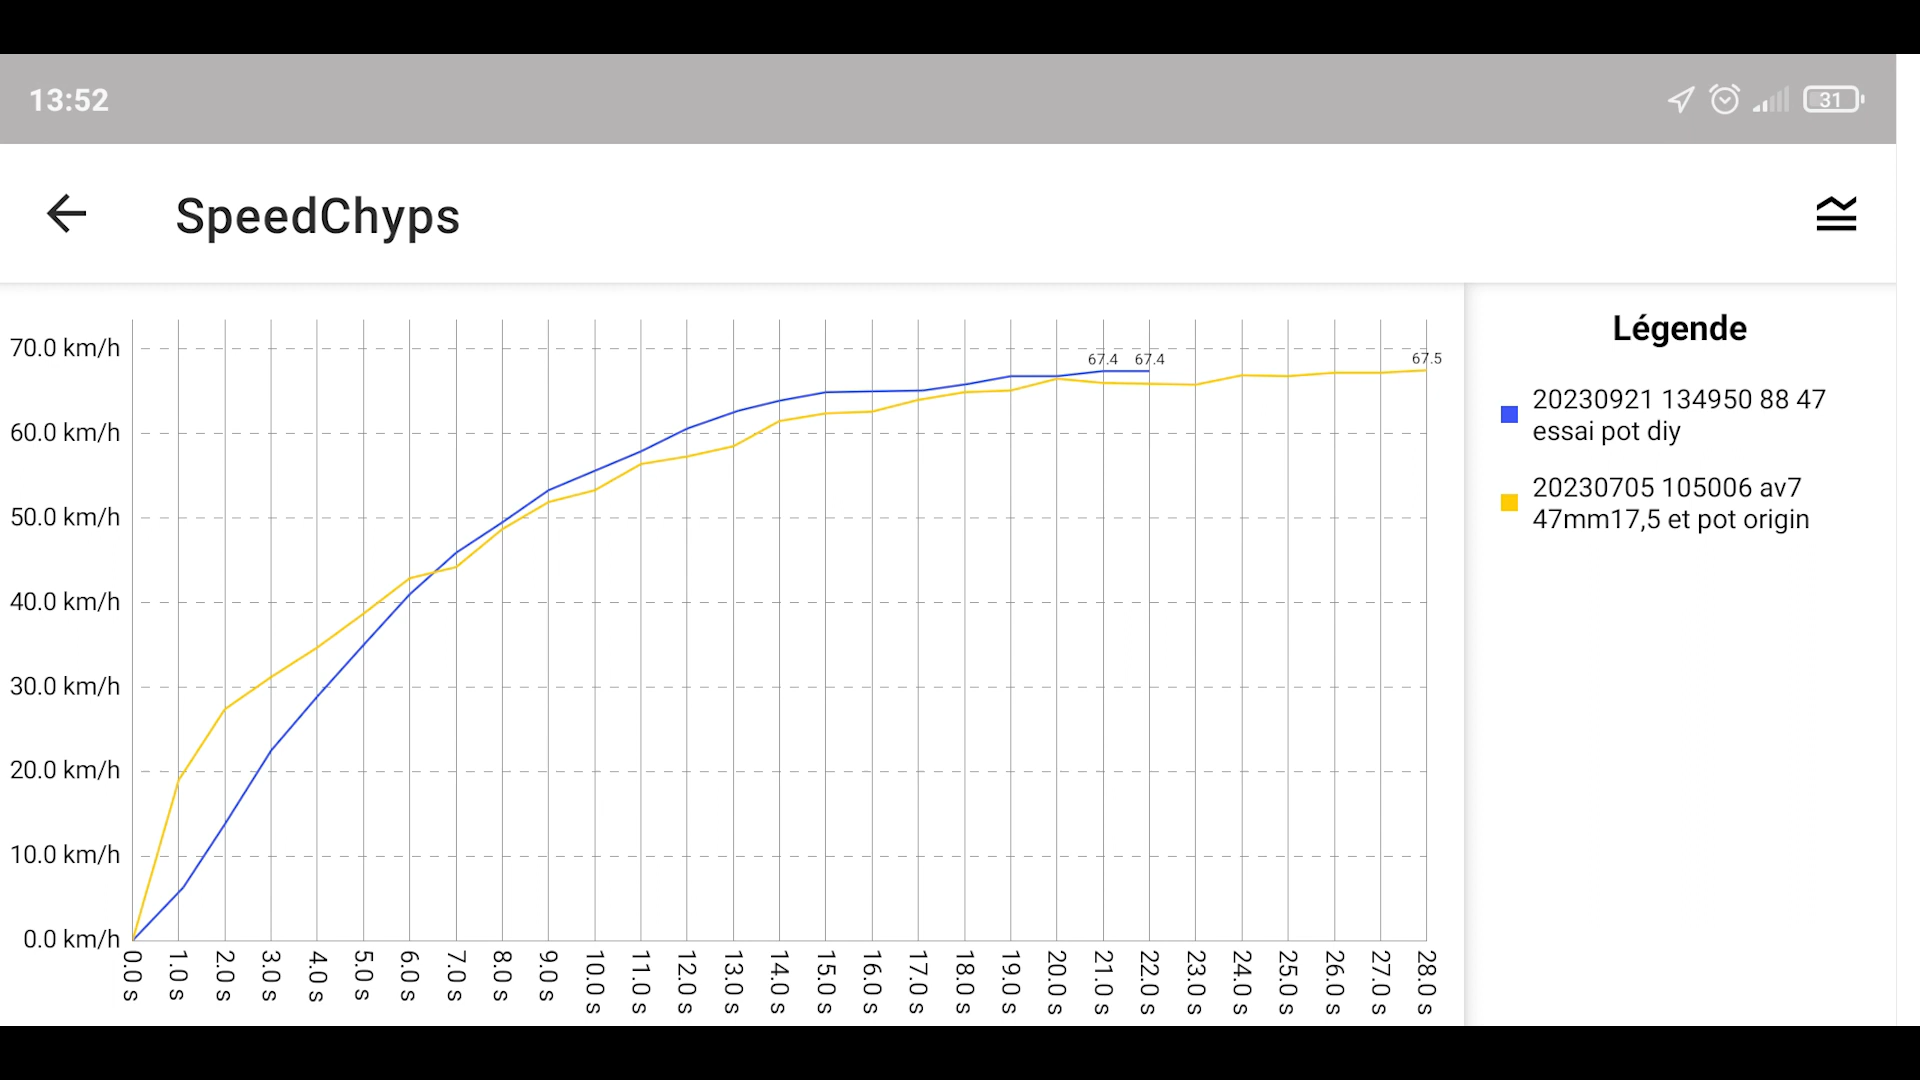 13:52
31
SpeedChyps
70.0 km/h
60.0 km/h
50.0 km/h
40.0 km/h
30.0 km/h
20.0 km/h
10.0 km/h
0.0 km/h
67.4 67.4 67.5
0.0 s 1.0 s 2.0 s 3.0 s 4.0 s 5.0 s 6.0 s 7.0 s 8.0 s 9.0 s 10.0 s 11.0 s 12.0 s 13.0 s 14.0 s 15.0 s 16.0 s 17.0 s 18.0 s 19.0 s 20.0 s 21.0 s 22.0 s 23.0 s 24.0 s 25.0 s 26.0 s 27.0 s 28.0 s
Légende
20230921 134950 88 47
essai pot diy
20230705 105006 av7
47mm17,5 et pot origin